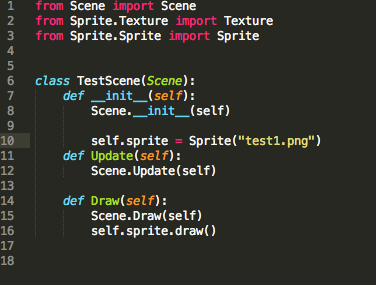 1 from Scene import Scene
2 from Sprite.Texture import Texture
3 from Sprite.Sprite import Sprite
4
5
6 class TestScene(Scene):
7     def __init__(self):
8         Scene.__init__(self)
9
10         self.sprite = Sprite("test1.png")
11     def Update(self):
12         Scene.Update(self)
13
14     def Draw(self):
15         Scene.Draw(self)
16         self.sprite.draw()
17
18